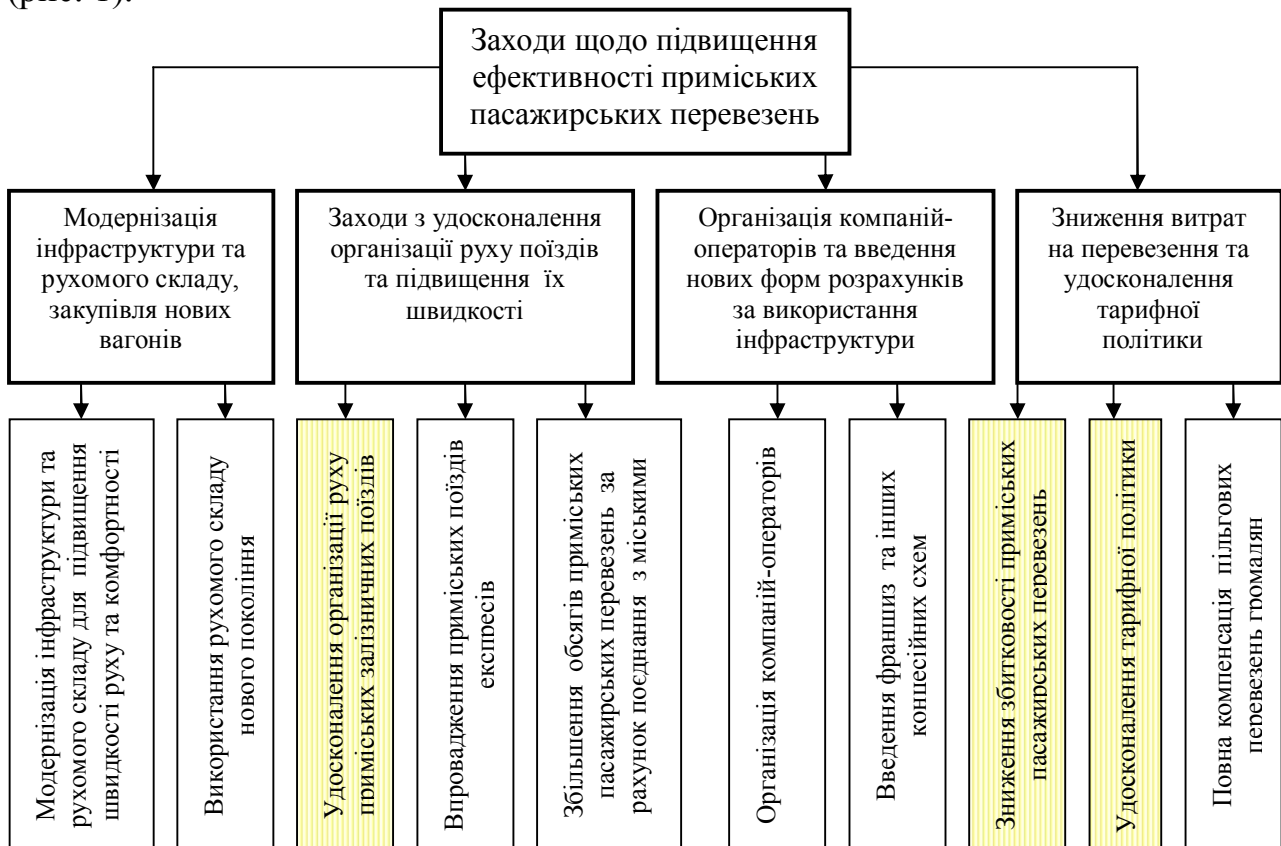 (рис. 1).
Заходи щодо підвищення
ефективності приміських
пасажирських перевезень
Модернізація
інфраструктури та
рухомого складу,
закупівля нових
вагонів
Заходи з удосконалення
організації руху поїздів
та підвищення їх
швидкості
Організація компаній-
операторів та введення
нових форм розрахунків
за використання
інфраструктури
Зниження витрат
на перевезення та
удосконалення
тарифної
політики
Модернізація інфраструктури та
рухомого складу для підвищення
швидкості руху та комфортності
Використання рухомого складу
нового покоління
Удосконалення організації руху
приміських залізничних поїздів
Впровадження приміських поїздів
експресів
Збільшення обсягів приміських
пасажирських перевезень за
рахунок поєднання з міськими
Організація компаній-операторів
Введення франшиз та інших
концесійних схем
Зниження збитковості приміських
пасажирських перевезень
Удосконалення тарифної політики
Повна компенсація пільгових
перевезень громадян